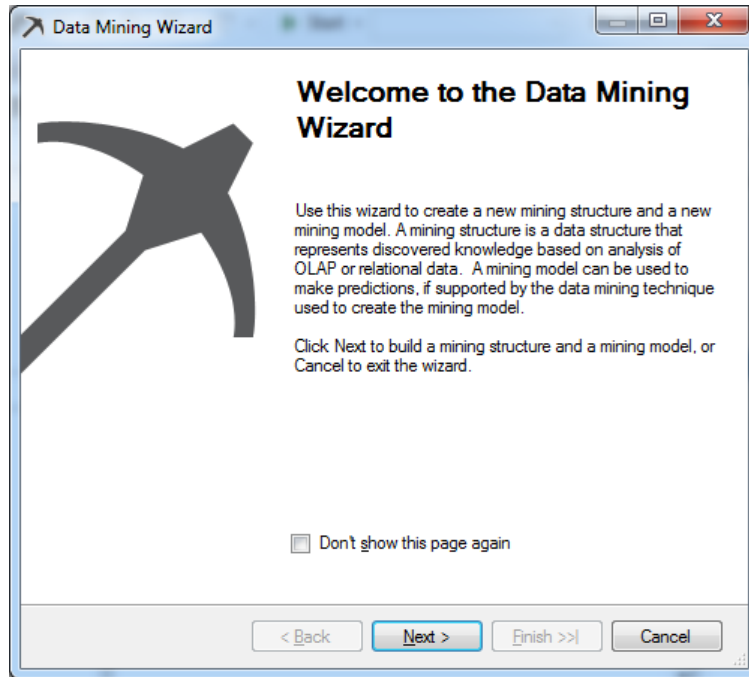 Data Mining Wizard
Start
Welcome to the Data Mining
Wizard
Use this wizard to create a new mining structure and a new
mining model. A mining structure is a data structure that
represents discovered knowledge based on analysis of
OLAP or relational data.  A mining model can be used to
make predictions, if supported by the data mining technique
used to create the mining model.
Click Next to build a mining structure and a mining model, or
Cancel to exit the wizard.
Don't show this page again
< Back Next > Finish >>| Cancel